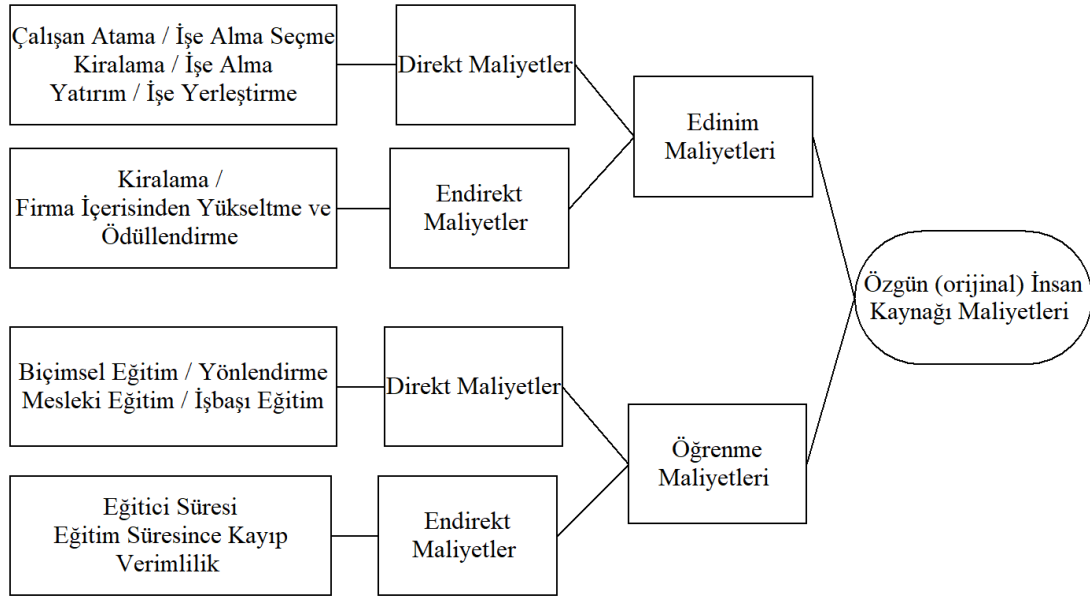 Çalışan Atama / İşe Alma Seçme
Kiralama / İşe Alma
Yatırım / İşe Yerleştirme
Direkt Maliyetler
Edinim
Maliyetleri
Kiralama /
Firma İçerisinden Yükseltme ve
Ödüllendirme
Endirekt
Maliyetler
Özgün (orijinal) İnsan
Kaynağı Maliyetleri
Biçimsel Eğitim / Yönlendirme
Mesleki Eğitim / İşbaşı Eğitim
Direkt Maliyetler
Öğrenme
Maliyetleri
Eğitici Süresi
Eğitim Süresince Kayıp
Verimlilik
Endirekt
Maliyetler